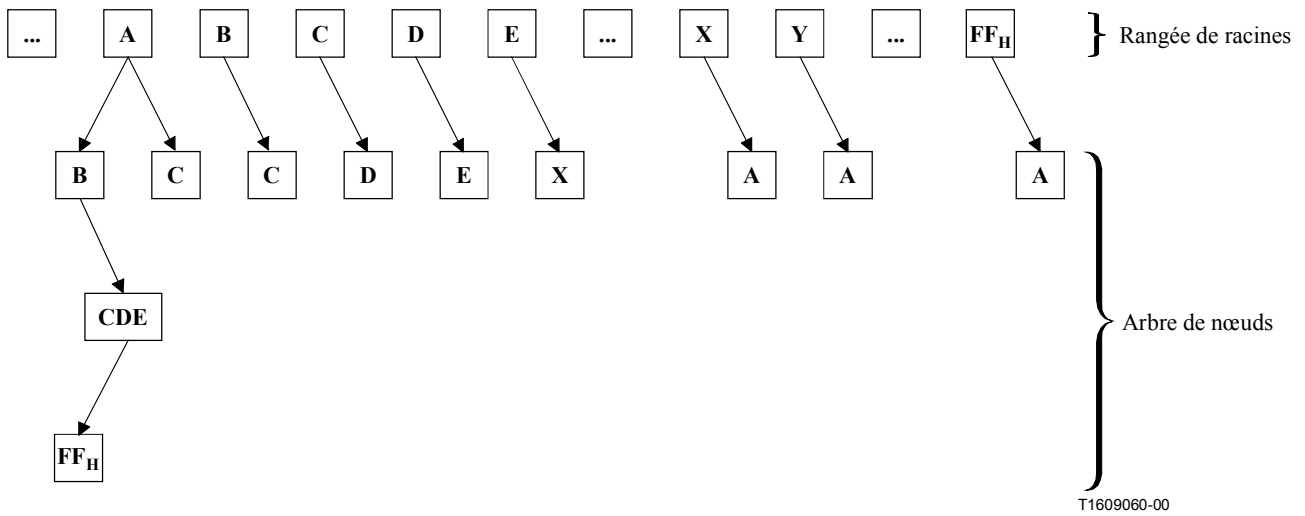 ... A B C D E ... X Y ... FFH Rangée de racines
B C C D E X A A A
CDE
Arbre de nœuds
FFH
T1609060-00